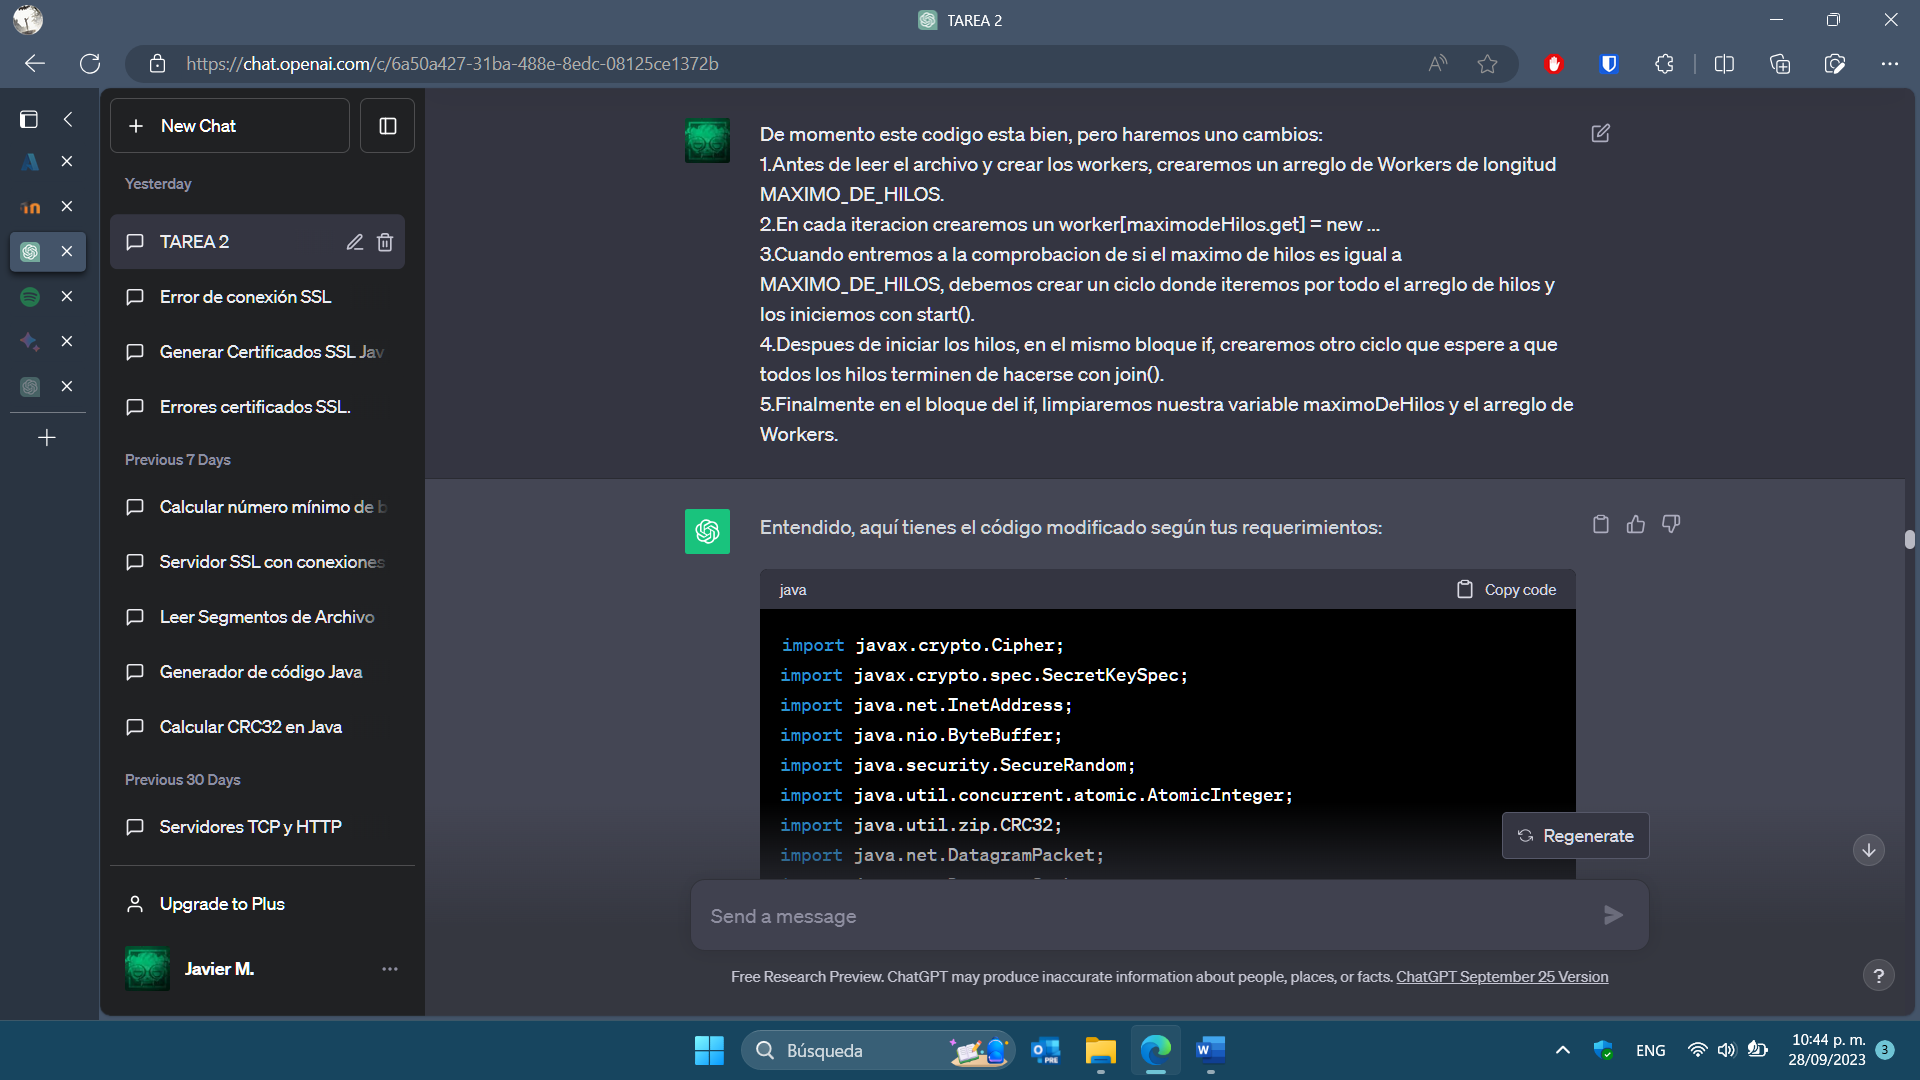 TAREA 2
https://chat.openai.com/c/6a50a427-31ba-488e-8edc-08125ce1372b
New Chat
Yesterday
TAREA 2
Error de conexión SSL
Generar Certificados SSL Jav
Errores certificados SSL.
Previous 7 Days
Calcular número mínimo de b
Servidor SSL con conexiones
Leer Segmentos de Archivo
Generador de código Java
Calcular CRC32 en Java
Previous 30 Days
Servidores TCP y HTTP
Upgrade to Plus
Javier M.
De momento este codigo esta bien, pero haremos uno cambios:
1.Antes de leer el archivo y crear los workers, crearemos un arreglo de Workers de longitud
MAXIMO_DE_HILOS.
2.En cada iteracion crearemos un worker[maximodeHilos.get] = new ...
3.Cuando entremos a la comprobacion de si el maximo de hilos es igual a
MAXIMO_DE_HILOS, debemos crear un ciclo donde iteremos por todo el arreglo de hilos y
los iniciemos con start().
4.Despues de iniciar los hilos, en el mismo bloque if, crearemos otro ciclo que espere a que
todos los hilos terminen de hacerse con join().
5.Finalmente en el bloque del if, limpiaremos nuestra variable maximoDeHilos y el arreglo de
Workers.
Entendido, aquí tienes el código modificado según tus requerimientos:
java
Copy code
import javax.crypto.Cipher;
import javax.crypto.spec.SecretKeySpec;
import java.net.InetAddress;
import java.nio.ByteBuffer;
import java.security.SecureRandom;
import java.util.concurrent.atomic.AtomicInteger;
import java.util.zip.CRC32;
import java.net.DatagramPacket;
Regenerate
Send a message
Free Research Preview. ChatGPT may produce inaccurate information about people, places, or facts. ChatGPT September 25 Version
?
Búsqueda
ENG
10:44 p. m.
28/09/2023
3